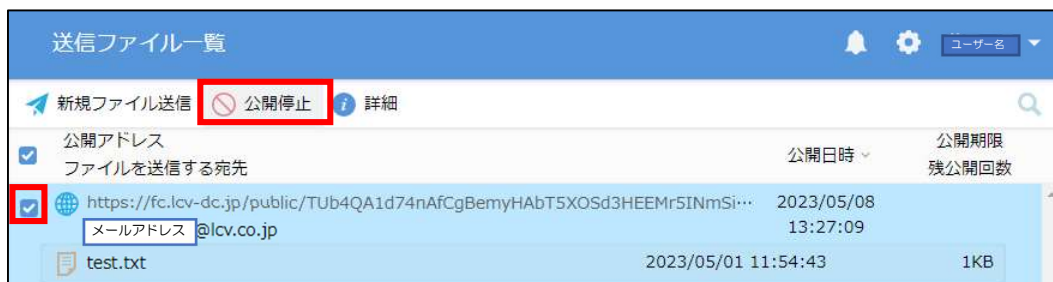 送信ファイル一覧
ユーザー名
新規ファイル送信 公開停止 詳細
公開アドレス
ファイルを送信する宛先
公開日時
公開期限
残公開回数
https://fc.lcv-dc.jp/public/TUb4QA1d74nAfCgBemyHAbT5XOSd3HEEMr5INmSi…
2023/05/08
13:27:09
メールアドレス @lcv.co.jp
test.txt 2023/05/01 11:54:43 1KB